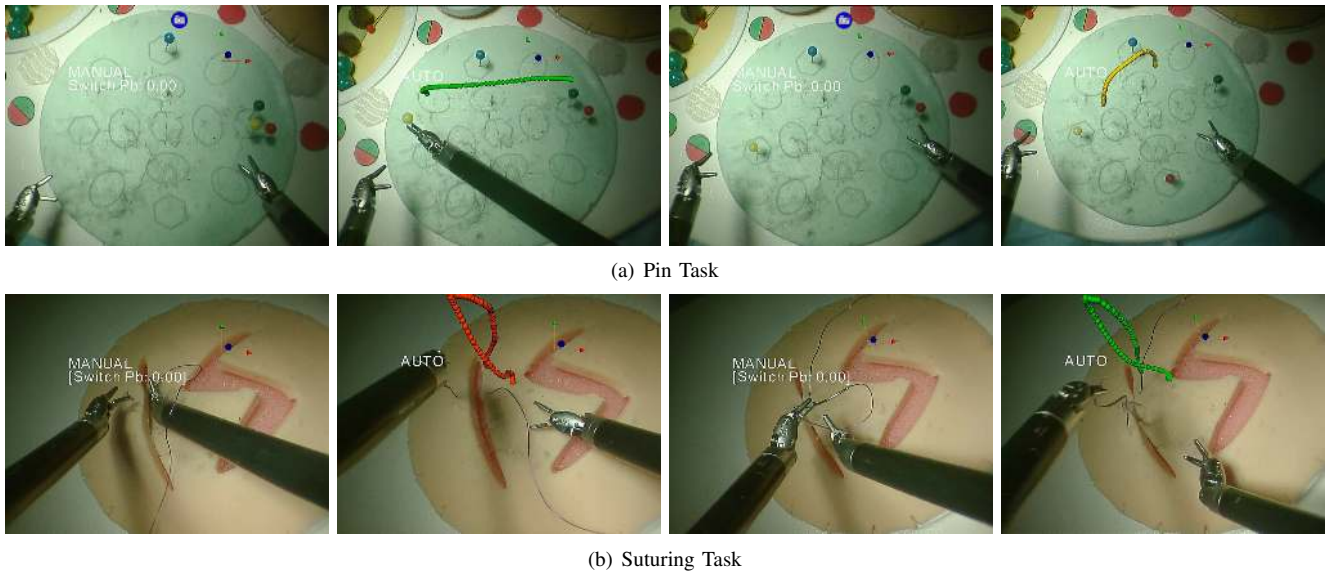 MANUAL
Switch Pb: 0.00
AUTO
MANUAL
Switch Pb: 0.00
AUTO
(a) Pin Task
MANUAL
[Switch Pb: 0.00]
AUTO
MANUAL
[Switch Pb: 0.00]
AUTO
(b) Suturing Task